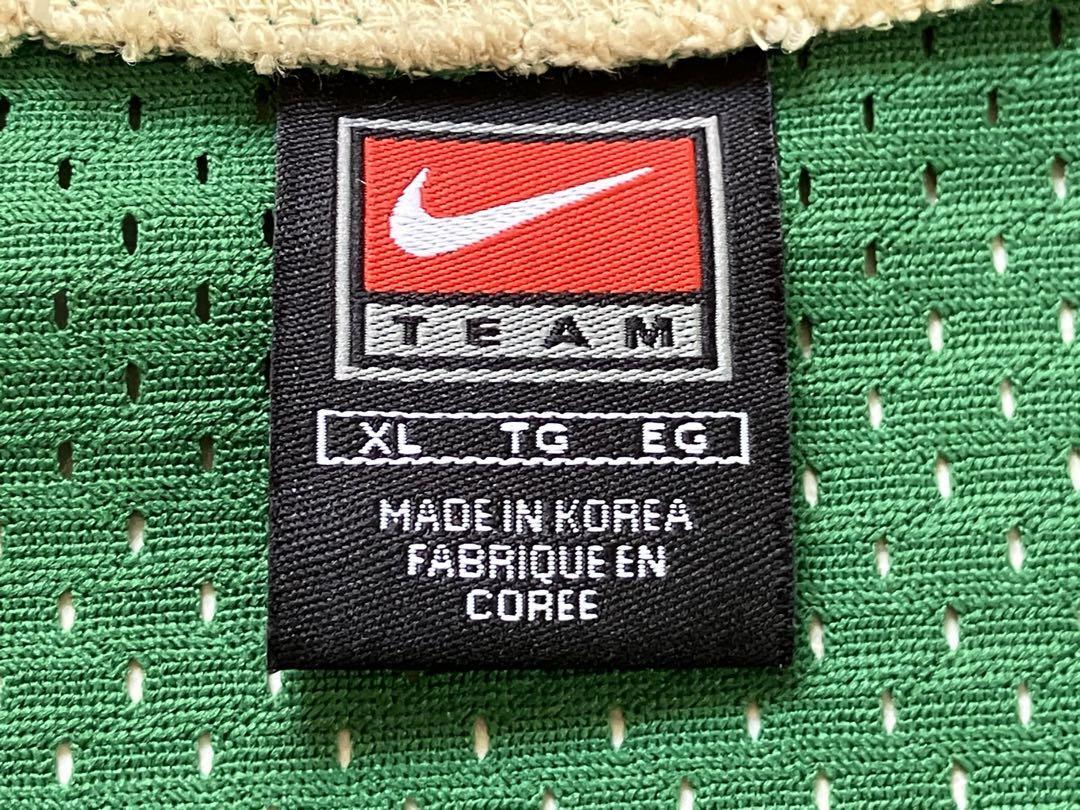 TEAM
XL TG EG
MADE IN KOREA
FABRIQUE EN
COREE